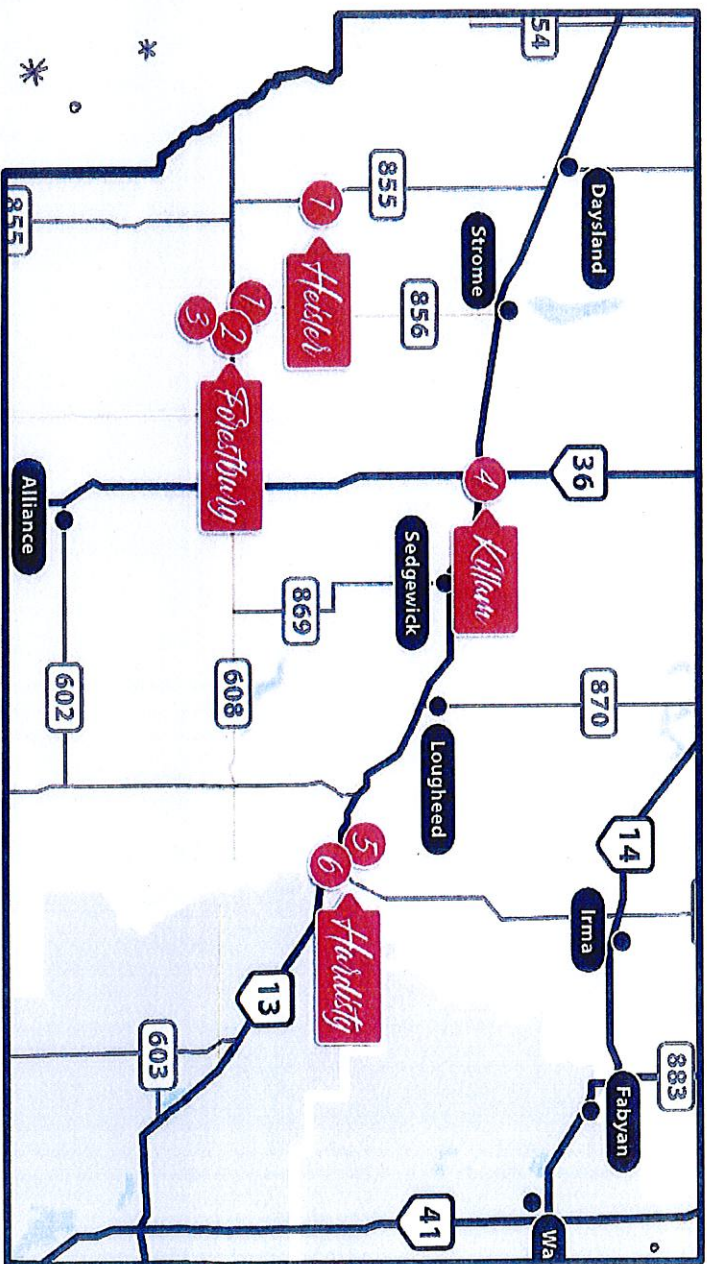 883
14
Fabyan
Daysland
870
Irma
36
Wa
54
4 Killam
Strome
Lougheed
41
856
Sedgewick
855
5
6 Hardisty
7 Heisler
869
13
1
2 Forestburg
608
3
603
602
Alliance
855